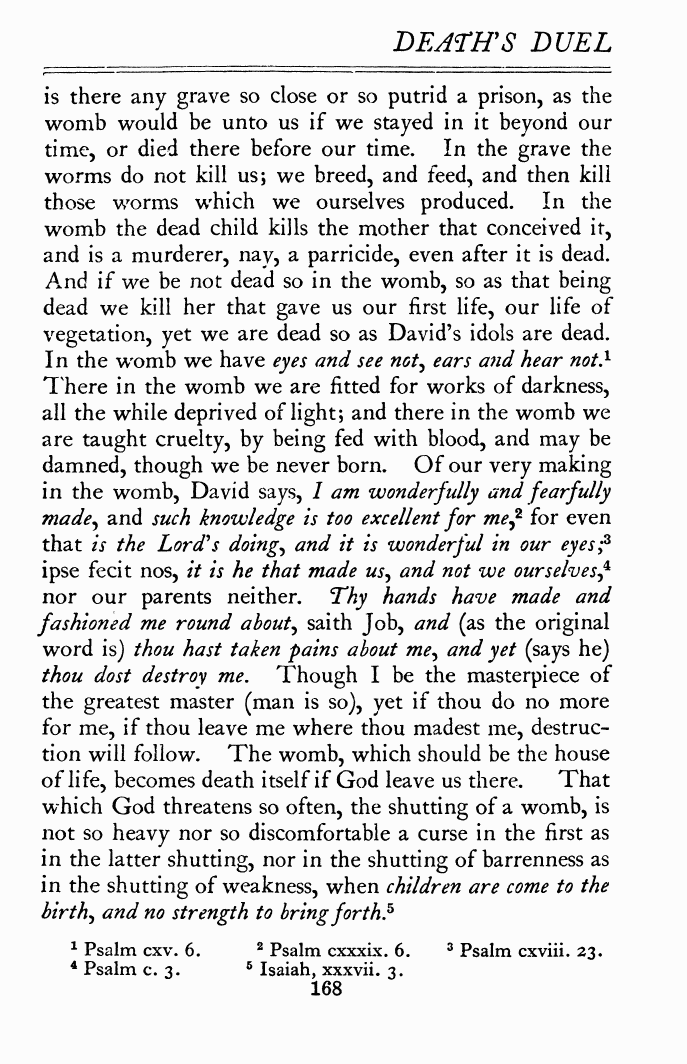 DEATH'S DUEL
is there any grave so close or so putrid a prison, as the
womb would be unto us if we stayed in it beyond our
time, or died there before our time. In the grave the
worms do not kill us; we breed, and feed, and then kill
those worms which we ourselves produced. In the
womb the dead child kills the mother that conceived it,
and is a murderer, nay, a parricide, even after it is dead.
And if we be not dead so in the womb, so as that being
dead we kill her that gave us our first life, our life of
vegetation, yet we are dead so as David's idols are dead.
In the womb we have eyes and see not, ears and hear not.¹
There in the womb we are fitted for works of darkness,
all the while deprived of light; and there in the womb we
are taught cruelty, by being fed with blood, and may be
damned, though we be never born. Of our very making
in the womb, David says, I am wonderfully and fearfully
made, and such knowledge is too excellent for me,² for even
that is the Lord's doing, and it is wonderful in our eyes;³
ipse fecit nos, it is he that made us, and not we ourselves,⁴
nor our parents neither. Thy hands have made and
fashioned me round about, saith Job, and (as the original
word is) thou hast taken pains about me, and yet (says he)
thou dost destroy me. Though I be the masterpiece of
the greatest master (man is so), yet if thou do no more
for me, if thou leave me where thou madest me, destruc-
tion will follow. The womb, which should be the house
of life, becomes death itself if God leave us there. That
which God threatens so often, the shutting of a womb, is
not so heavy nor so discomfortable a curse in the first as
in the latter shutting, nor in the shutting of barrenness as
in the shutting of weakness, when children are come to the
birth, and no strength to bring forth.⁵
¹ Psalm cxv. 6. ² Psalm cxxxix. 6. ³ Psalm cxviii. 23.
⁴ Psalm c. 3. ⁵ Isaiah, xxxvii. 3.
168